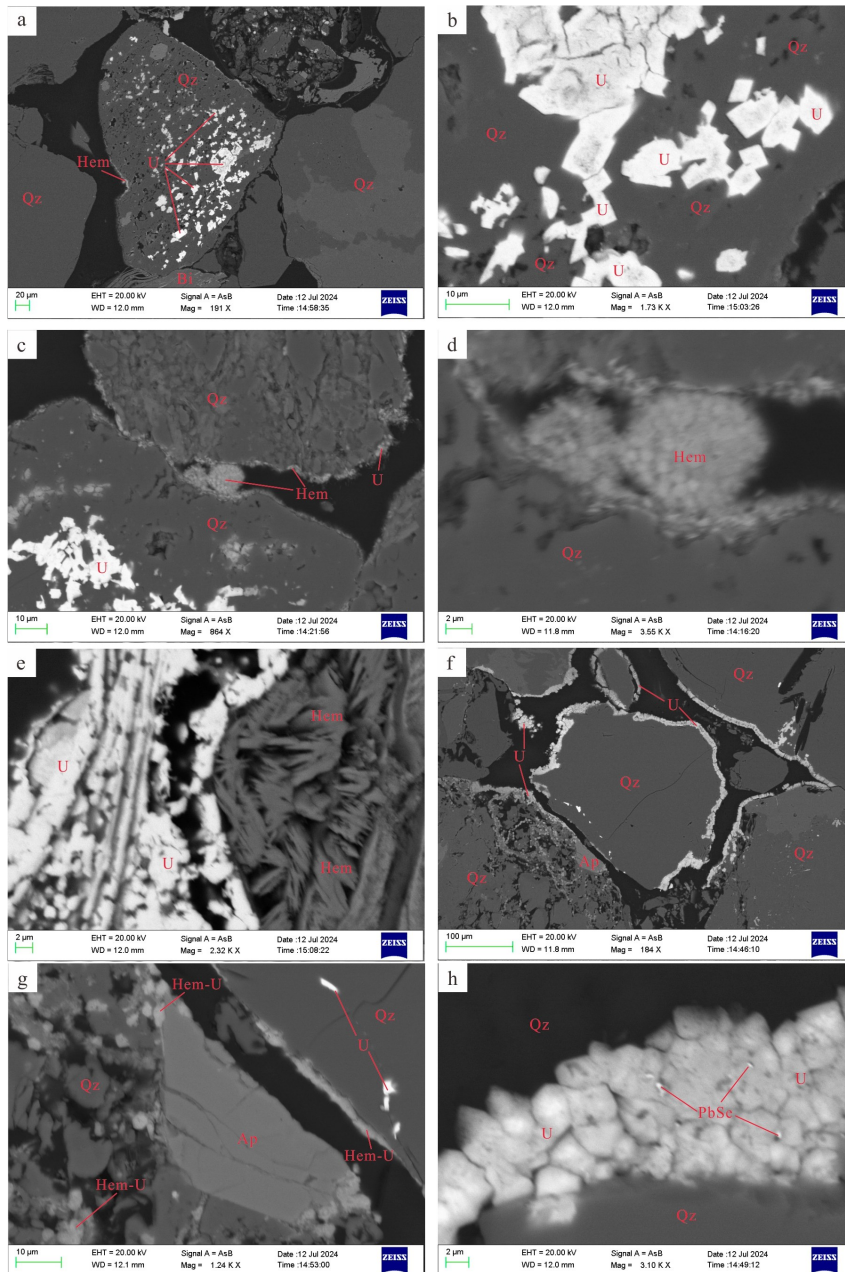 a
Qz
U
Hem
Qz
Qz
Bi
20 µm
EHT = 20.00 kV
WD = 12.0 mm
Signal A = AsB
Mag = 191 X
Date :12 Jul 2024
Time :14:58:35
ZEISS
b
Qz
U
U
Qz
U
Qz
U
Qz
U
10 µm
EHT = 20.00 kV
WD = 12.0 mm
Signal A = AsB
Mag = 1.73 K X
Date :12 Jul 2024
Time :15:03:26
ZEISS
c
Qz
U
Hem
Qz
U
10 µm
EHT = 20.00 kV
WD = 12.0 mm
Signal A = AsB
Mag = 864 X
Date :12 Jul 2024
Time :14:21:56
ZEISS
d
Hem
Qz
2 µm
EHT = 20.00 kV
WD = 11.8 mm
Signal A = AsB
Mag = 3.55 K X
Date :12 Jul 2024
Time :14:16:20
ZEISS
e
Hem
U
U
Hem
2 µm
EHT = 20.00 kV
WD = 12.0 mm
Signal A = AsB
Mag = 2.32 K X
Date :12 Jul 2024
Time :15:08:22
ZEISS
f
Qz
U
U
Qz
Ap
Qz
Qz
100 µm
EHT = 20.00 kV
WD = 11.8 mm
Signal A = AsB
Mag = 184 X
Date :12 Jul 2024
Time :14:46:10
ZEISS
g
Hem-U
Qz
U
Qz
Ap
Hem-U
Hem-U
10 µm
EHT = 20.00 kV
WD = 12.1 mm
Signal A = AsB
Mag = 1.24 K X
Date :12 Jul 2024
Time :14:53:00
ZEISS
h
Qz
U
PbSe
U
Qz
2 µm
EHT = 20.00 kV
WD = 12.0 mm
Signal A = AsB
Mag = 3.10 K X
Date :12 Jul 2024
Time :14:49:12
ZEISS